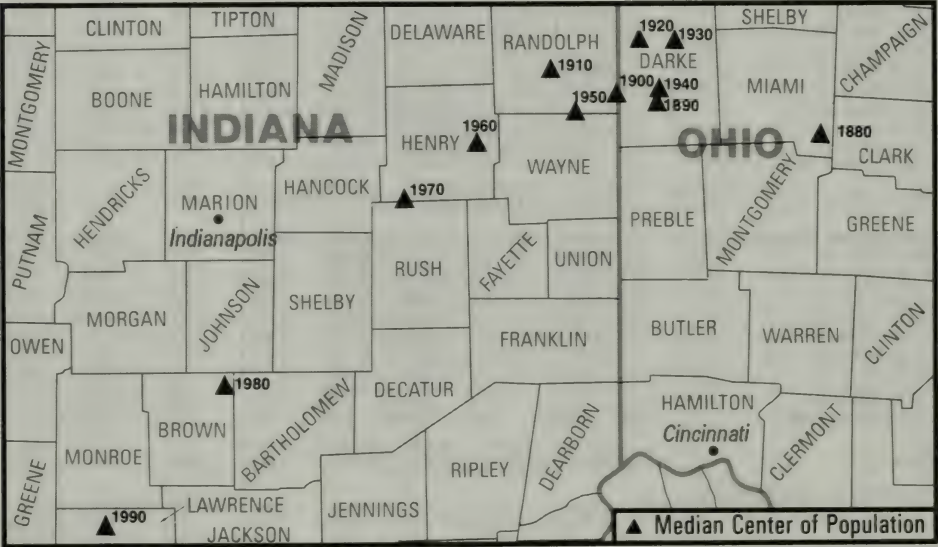 CLINTON
TIPTON
MADISON
DELAWARE
RANDOLPH
1910
1920
1930
DARKE
1940
1890
1900
1950
SHELBY
CHAMPAIGN
MIAMI
MONTGOMERY
BOONE
HAMILTON
INDIANA
HENRY
1960
WAYNE
OHIO
1880
CLARK
HENDRICKS
MARION
Indianapolis
HANCOCK
1970
PREBLE
MONTGOMERY
GREENE
PUTNAM
RUSH
FAYETTE
UNION
MORGAN
JOHNSON
SHELBY
OWEN
FRANKLIN
BUTLER
WARREN
CLINTON
1980
DECATUR
HAMILTON
Cincinnati
BROWN
BARTHOLOMEW
MONROE
RIPLEY
DEARBORN
CLERMONT
GREENE
LAWRENCE
JENNINGS
1990
JACKSON
Median Center of Population